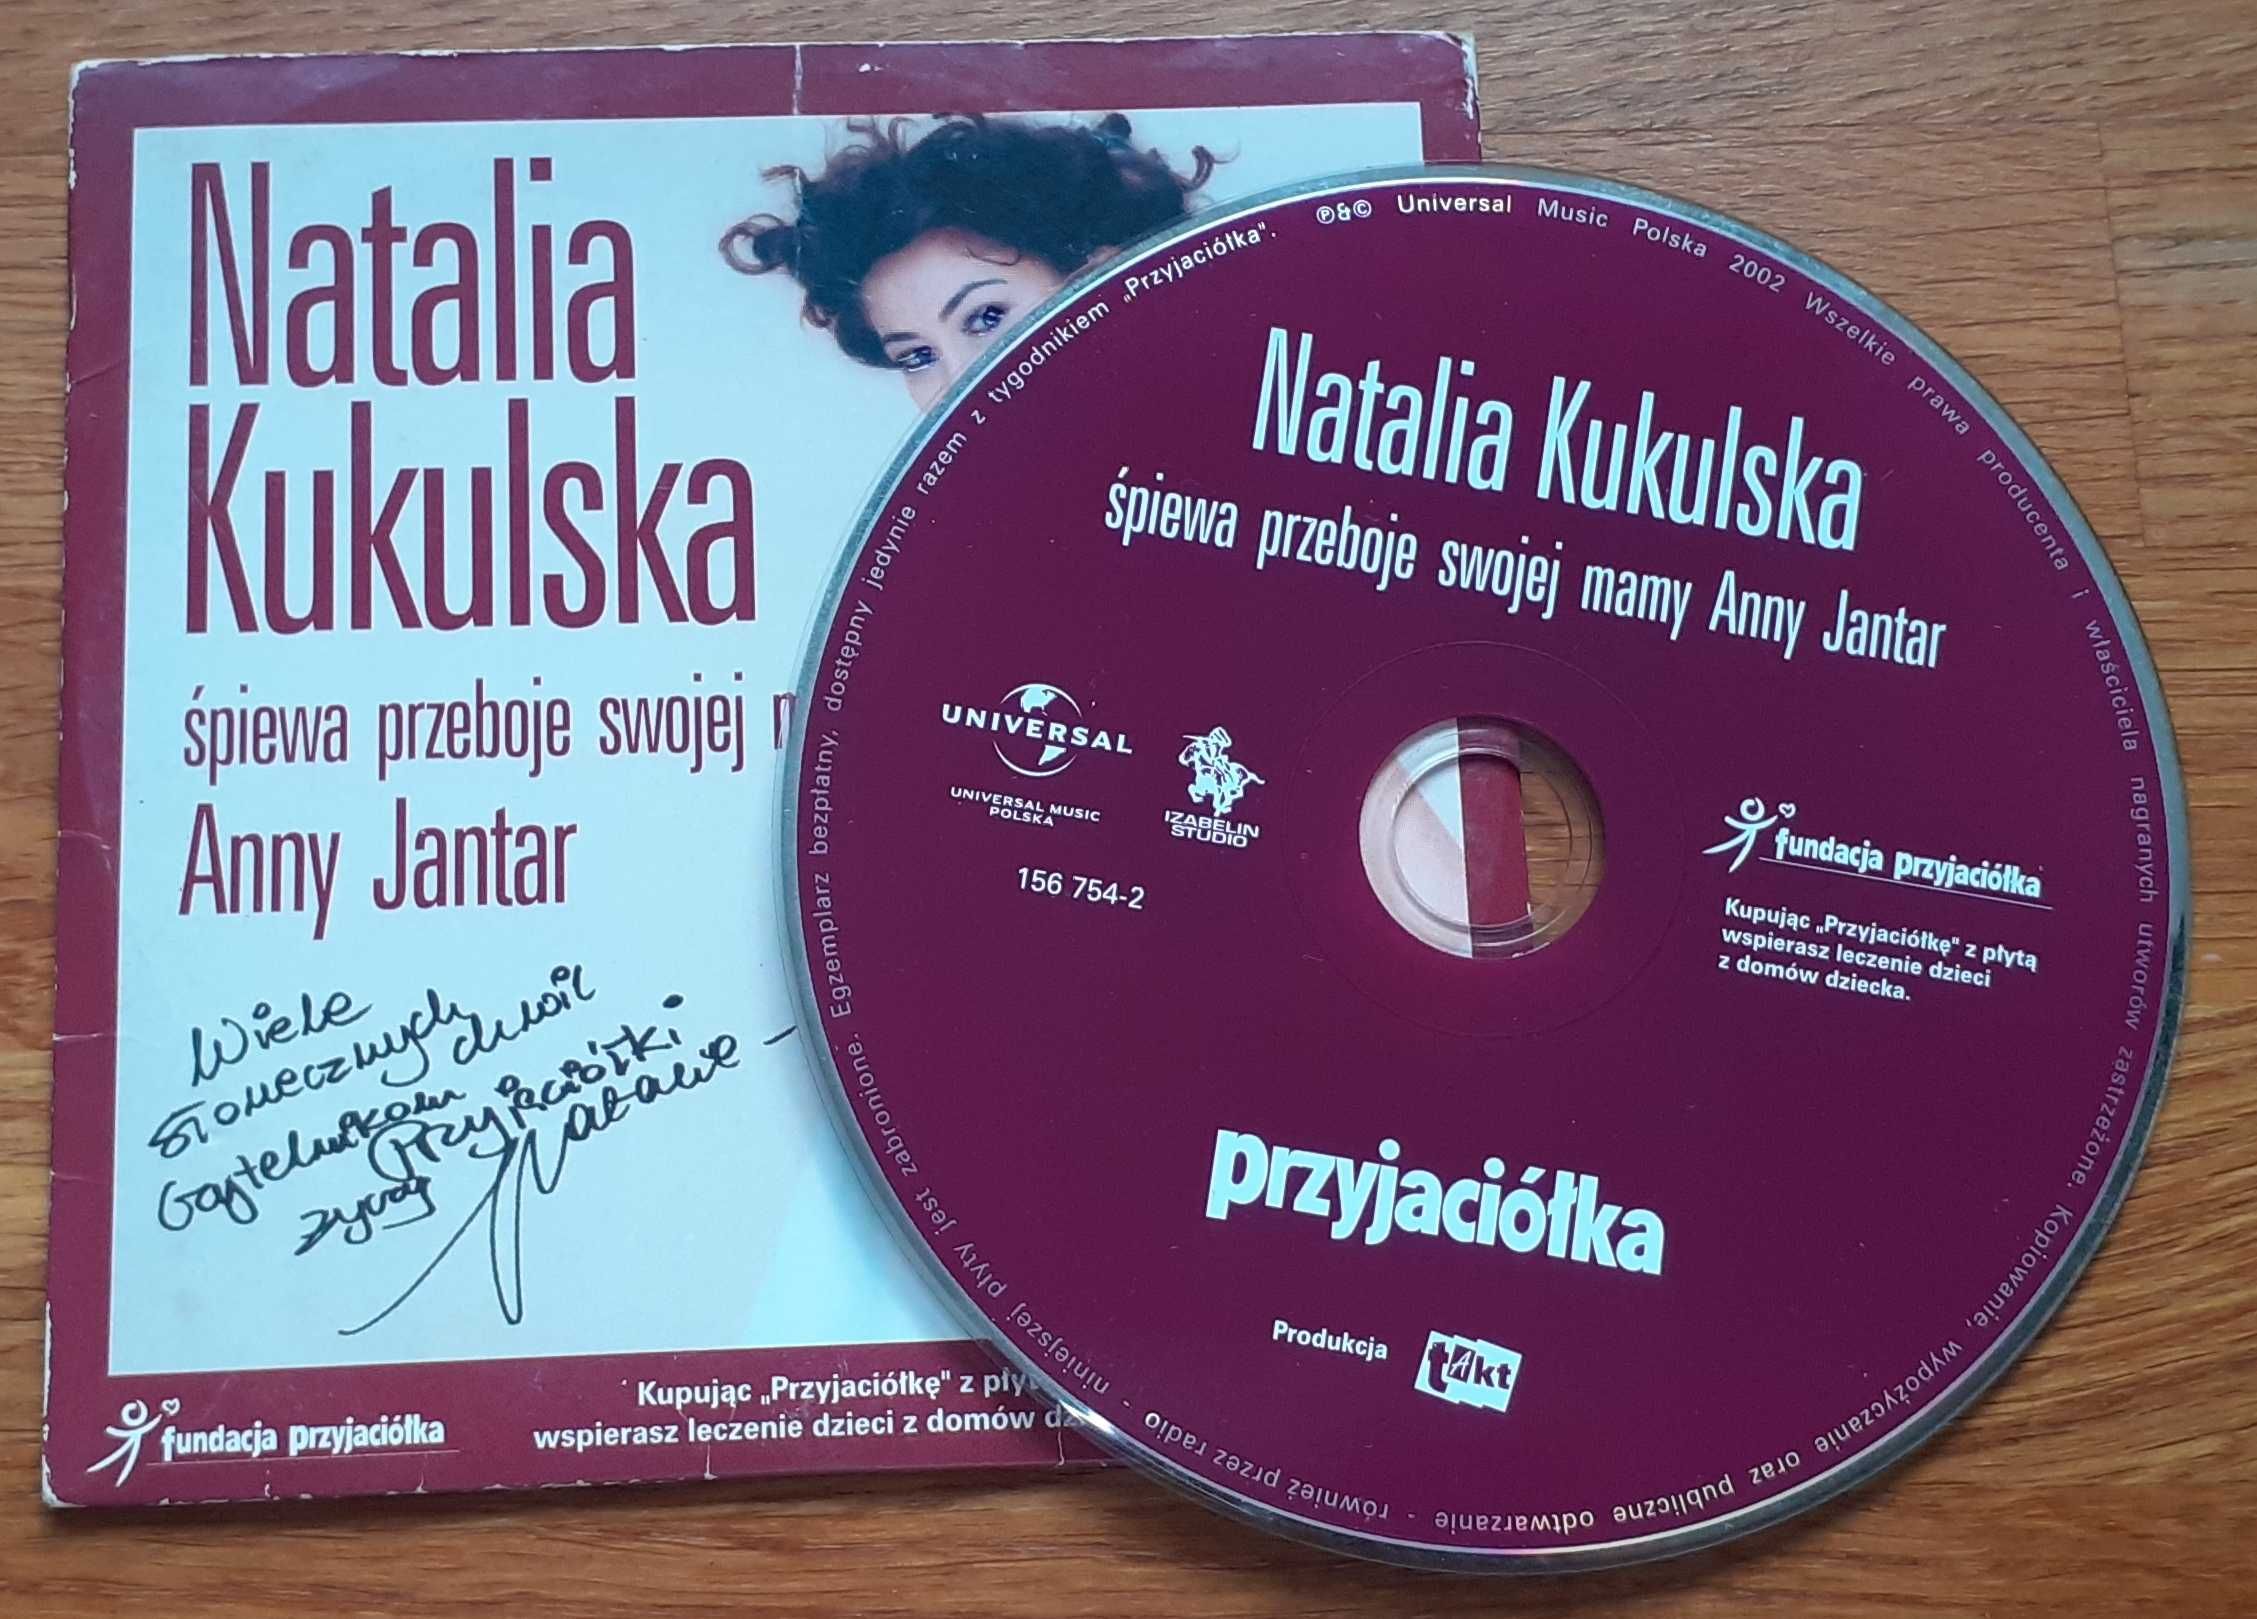 Natalia
Kukulska
śpiewa przeboje swojej
Anny Jantar
Wiele
słonecznych chwil
Czytelnikom Przyjaciółki
życzy Natalia
fundacja przyjaciółka
Kupując „Przyjaciółkę" z pły
wspierasz leczenie dzieci z domów dz
Natalia Kukulska
śpiewa przeboje swojej mamy Anny Jantar
UNIVERSAL
UNIVERSAL MUSIC
POLSKA
IZABELIN
STUDIO
156 754-2
fundacja przyjaciółka
Kupując „Przyjaciółkę" z płytą
wspierasz leczenie dzieci
z domów dziecka.
przyjaciółka
Produkcja
takt
℗&© Universal Music Polska 2002 Wszelkie prawa producenta i właściciela nagranych utworów zastrzeżone. Kopiowanie, wypożyczanie oraz publiczne odtwarzanie - również przez radio - niniejszej płyty jest zabronione. Egzemplarz bezpłatny, dostępny jedynie razem z tygodnikiem „Przyjaciółka".